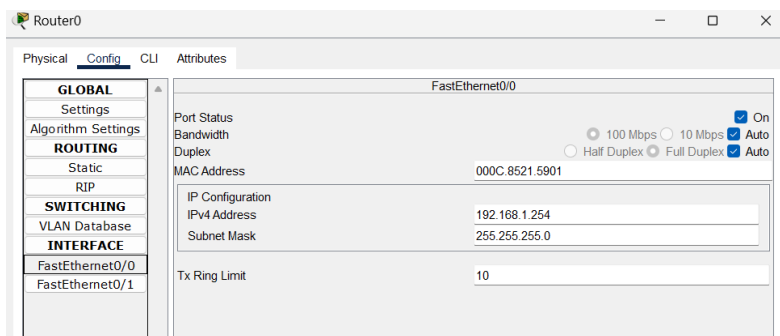 Router0
Physical Config CLI Attributes
GLOBAL
Settings
Algorithm Settings
ROUTING
Static
RIP
SWITCHING
VLAN Database
INTERFACE
FastEthernet0/0
FastEthernet0/1
FastEthernet0/0
Port Status On
Bandwidth 100 Mbps 10 Mbps Auto
Duplex Half Duplex Full Duplex Auto
MAC Address 000C.8521.5901
IP Configuration
IPv4 Address 192.168.1.254
Subnet Mask 255.255.255.0
Tx Ring Limit 10